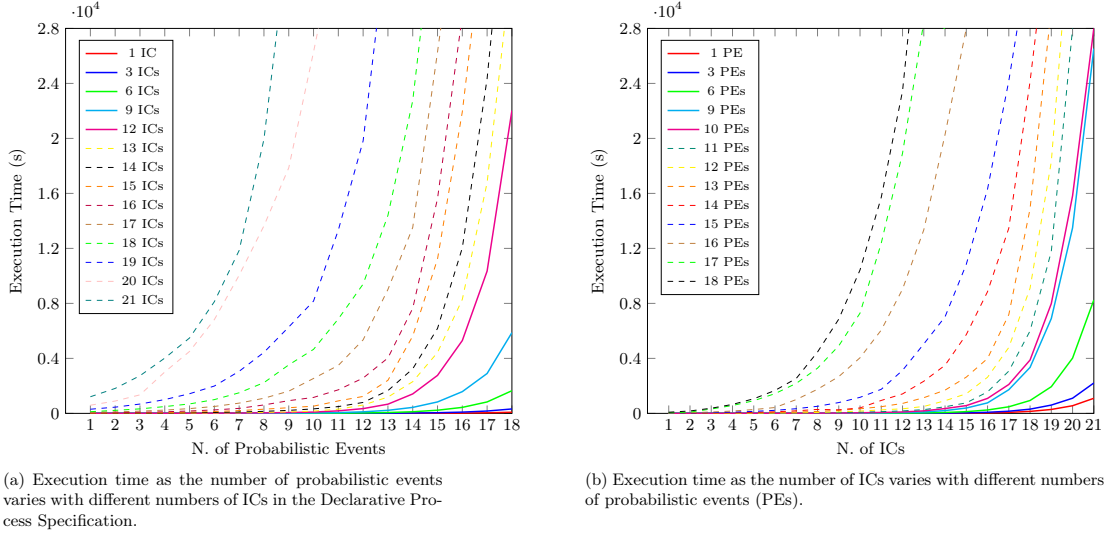 ·10⁴
2.8
2.4
2
1.6
1.2
0.8
0.4
0
Execution Time (s)
1 IC
3 ICs
6 ICs
9 ICs
12 ICs
13 ICs
14 ICs
15 ICs
16 ICs
17 ICs
18 ICs
19 ICs
20 ICs
21 ICs
1 2 3 4 5 6 7 8 9 10 11 12 13 14 15 16 17 18
N. of Probabilistic Events
(a) Execution time as the number of probabilistic events
varies with different numbers of ICs in the Declarative Pro-
cess Specification.
·10⁴
2.8
2.4
2
1.6
1.2
0.8
0.4
0
Execution Time (s)
1 PE
3 PEs
6 PEs
9 PEs
10 PEs
11 PEs
12 PEs
13 PEs
14 PEs
15 PEs
16 PEs
17 PEs
18 PEs
1 2 3 4 5 6 7 8 9 10 11 12 13 14 15 16 17 18 19 20 21
N. of ICs
(b) Execution time as the number of ICs varies with different numbers
of probabilistic events (PEs).